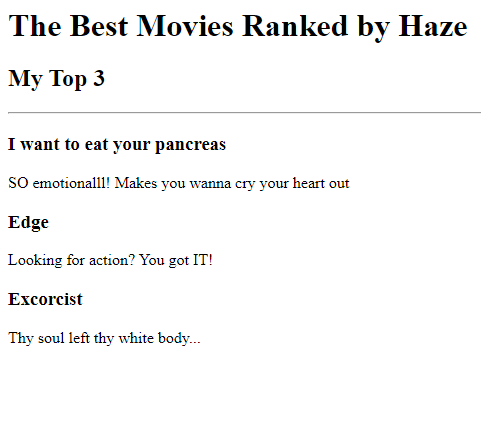 The Best Movies Ranked by Haze
My Top 3
I want to eat your pancreas
SO emotionalll! Makes you wanna cry your heart out
Edge
Looking for action? You got IT!
Excorcist
Thy soul left thy white body...